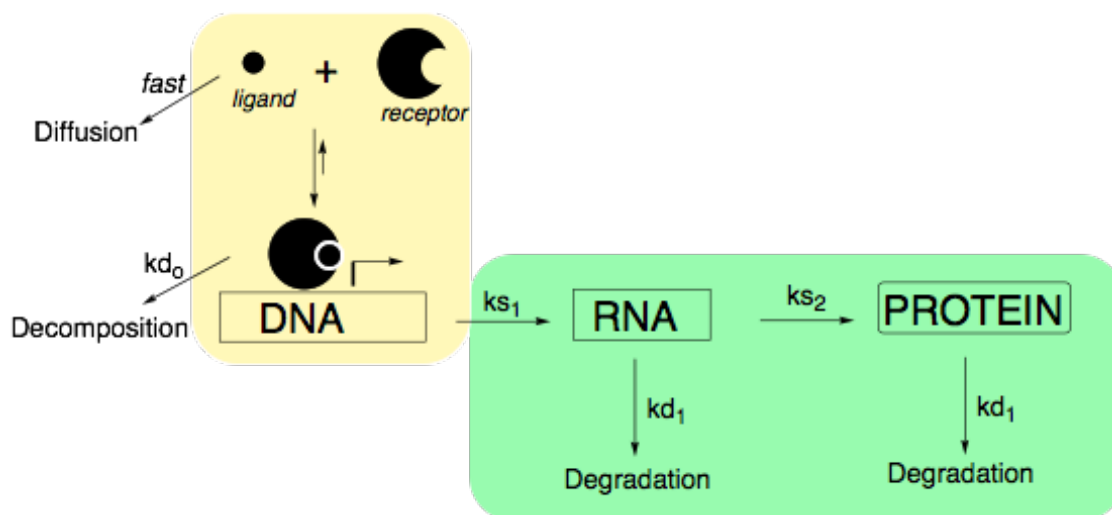 fast
ligand
+
receptor
Diffusion
kd₀
Decomposition
DNA
ks₁
RNA
ks₂
PROTEIN
kd₁
kd₁
Degradation
Degradation